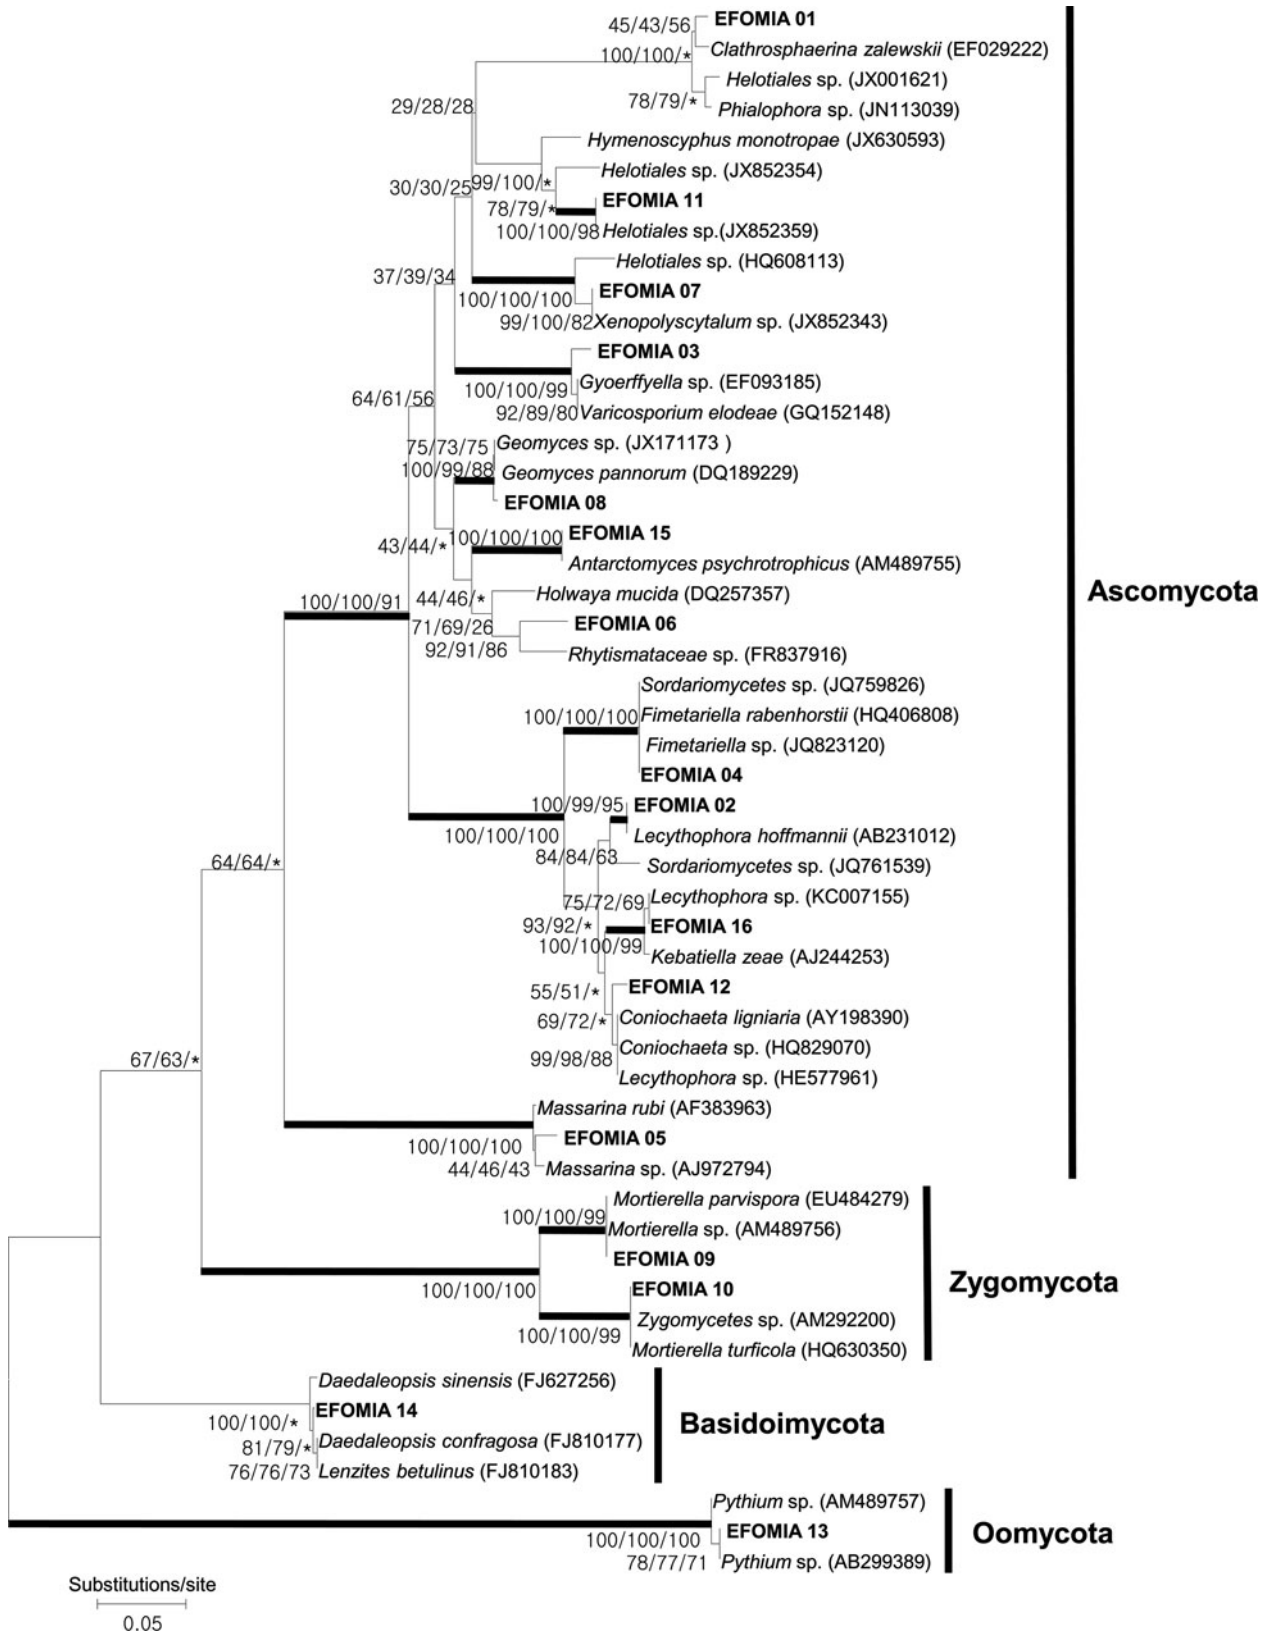 45/43/56
EFOMIA 01
Clathrosphaerina zalewskii (EF029222)
100/100/*
Helotiales sp. (JX001621)
78/79/*
Phialophora sp. (JN113039)
29/28/28
Hymenoscyphus monotropae (JX630593)
Helotiales sp. (JX852354)
30/30/25
99/100/*
EFOMIA 11
78/79/*
100/100/98
Helotiales sp.(JX852359)
Helotiales sp. (HQ608113)
37/39/34
EFOMIA 07
100/100/100
99/100/82
Xenopolyscytalum sp. (JX852343)
EFOMIA 03
Gyoerffyella sp. (EF093185)
100/100/99
64/61/56
92/89/80
Varicosporium elodeae (GQ152148)
75/73/75
Geomyces sp. (JX171173 )
100/99/88
Geomyces pannorum (DQ189229)
EFOMIA 08
EFOMIA 15
43/44/*
100/100/100
Antarctomyces psychrotrophicus (AM489755)
Ascomycota
100/100/91
44/46/*
Holwaya mucida (DQ257357)
71/69/26
EFOMIA 06
92/91/86
Rhytismataceae sp. (FR837916)
Sordariomycetes sp. (JQ759826)
100/100/100
Fimetariella rabenhorstii (HQ406808)
Fimetariella sp. (JQ823120)
EFOMIA 04
100/99/95
EFOMIA 02
100/100/100
Lecythophora hoffmannii (AB231012)
84/84/63
64/64/*
Sordariomycetes sp. (JQ761539)
75/72/69
Lecythophora sp. (KC007155)
93/92/*
EFOMIA 16
100/100/99
Kebatiella zeae (AJ244253)
55/51/*
EFOMIA 12
69/72/*
Coniochaeta ligniaria (AY198390)
67/63/*
99/98/88
Coniochaeta sp. (HQ829070)
Lecythophora sp. (HE577961)
Massarina rubi (AF383963)
100/100/100
EFOMIA 05
44/46/43
Massarina sp. (AJ972794)
Mortierella parvispora (EU484279)
100/100/99
Mortierella sp. (AM489756)
EFOMIA 09
Zygomycota
100/100/100
EFOMIA 10
Zygomycetes sp. (AM292200)
100/100/99
Mortierella turficola (HQ630350)
Daedaleopsis sinensis (FJ627256)
EFOMIA 14
100/100/*
Basidoimycota
81/79/*
Daedaleopsis confragosa (FJ810177)
76/76/73
Lenzites betulinus (FJ810183)
Pythium sp. (AM489757)
100/100/100
EFOMIA 13
Oomycota
78/77/71
Pythium sp. (AB299389)
Substitutions/site
0.05